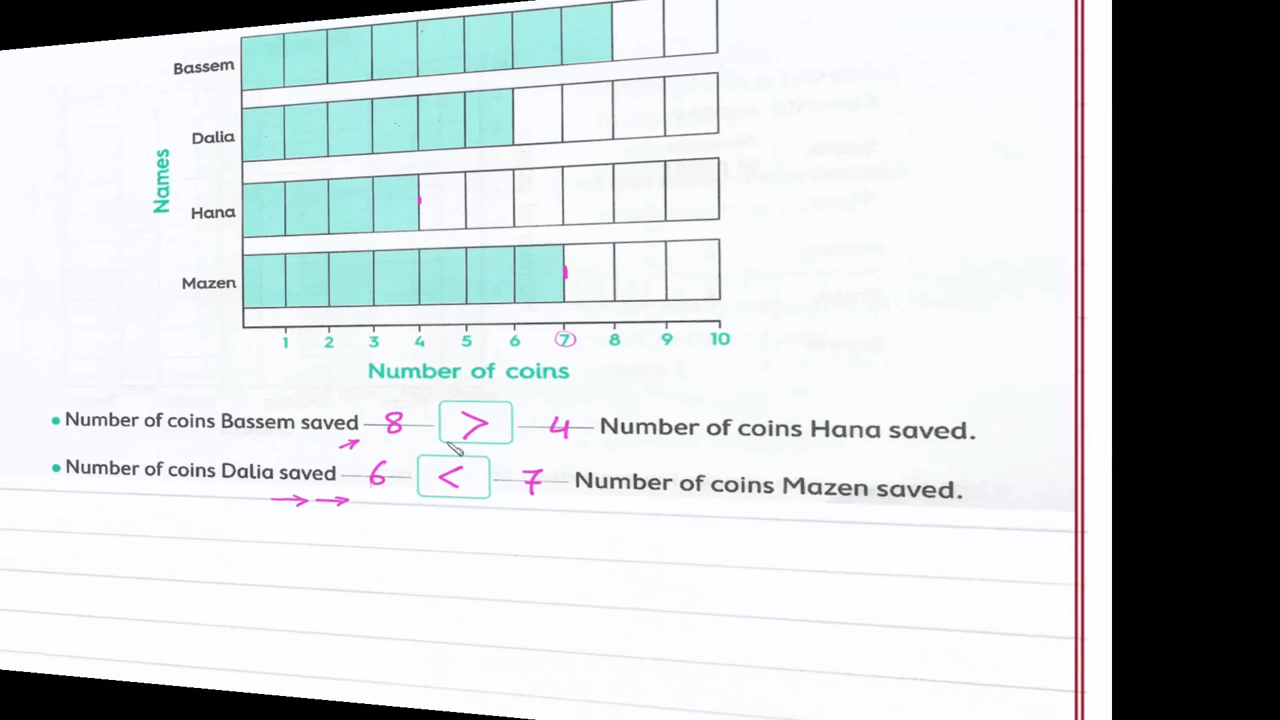 Bassem
Dalia
Names
Hana
Mazen
1 2 3 4 5 6 7 8 9 10
Number of coins
• Number of coins Bassem saved 8 > 4 Number of coins Hana saved.
• Number of coins Dalia saved 6 < 7 Number of coins Mazen saved.